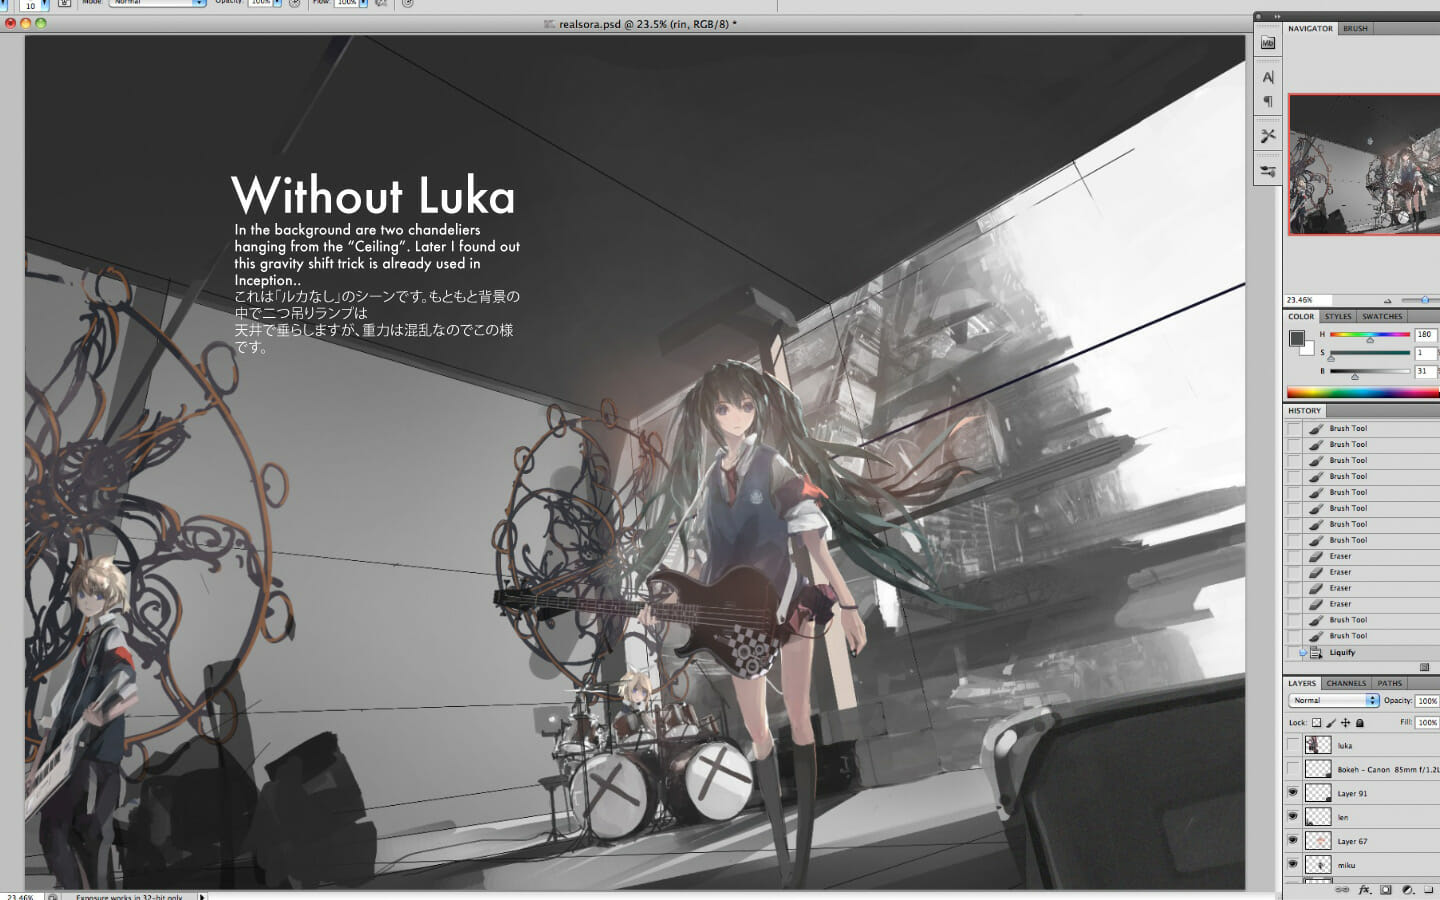 10
Mode:
Normal
Opacity:
100%
Flow:
100%
realsora.psd @ 23.5% (rin, RGB/8) *
Without Luka
In the background are two chandeliers
hanging from the “Ceiling”. Later I found out
this gravity shift trick is already used in
Inception..
これは「ルカなし」のシーンです。もともと背景の
中で二つ吊りランプは
天井で垂らしますが、重力は混乱なのでこの様
です。
23.46%
Exposure works in 32-bit only
Mb
A
NAVIGATOR
BRUSH
23.46%
COLOR
STYLES
SWATCHES
H
180
S
1
B
31
HISTORY
Brush Tool
Brush Tool
Brush Tool
Brush Tool
Brush Tool
Brush Tool
Brush Tool
Brush Tool
Eraser
Eraser
Eraser
Eraser
Brush Tool
Brush Tool
Liquify
LAYERS
CHANNELS
PATHS
Normal
Opacity:
100%
Lock:
Fill:
100%
luka
Bokeh - Canon 85mm f/1.2L
Layer 91
len
Layer 67
miku
fx.